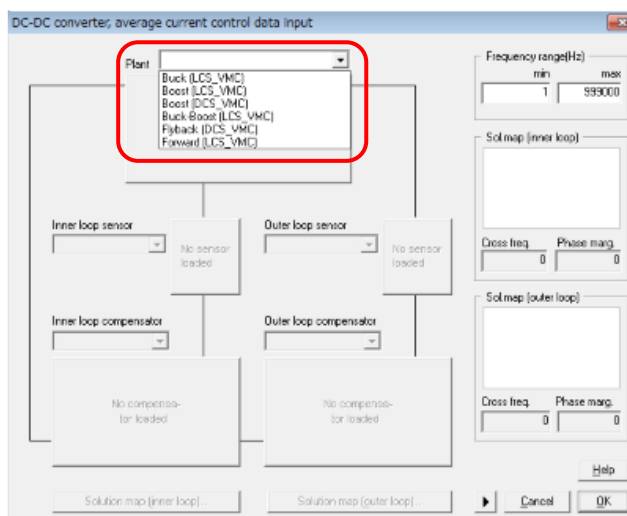 DC-DC converter, average current control data input
Plant
Buck (LCS_VMC)
Boost (LCS_VMC)
Boost (DCS_VMC)
Buck-Boost (LCS_VMC)
Flyback (DCS_VMC)
Forward (LCS_VMC)
Frequency range(Hz)
min max
1 999000
Sol.map (inner loop)
Cross freq. Phase marg.
0 0
Inner loop sensor
No sensor
loaded
Outer loop sensor
No sensor
loaded
Sol.map (outer loop)
Cross freq. Phase marg.
0 0
Inner loop compensator
No compensa-
tor loaded
Outer loop compensator
No compensa-
tor loaded
Help
Solution map (inner loop)...
Solution map (outer loop)...
Cancel
OK